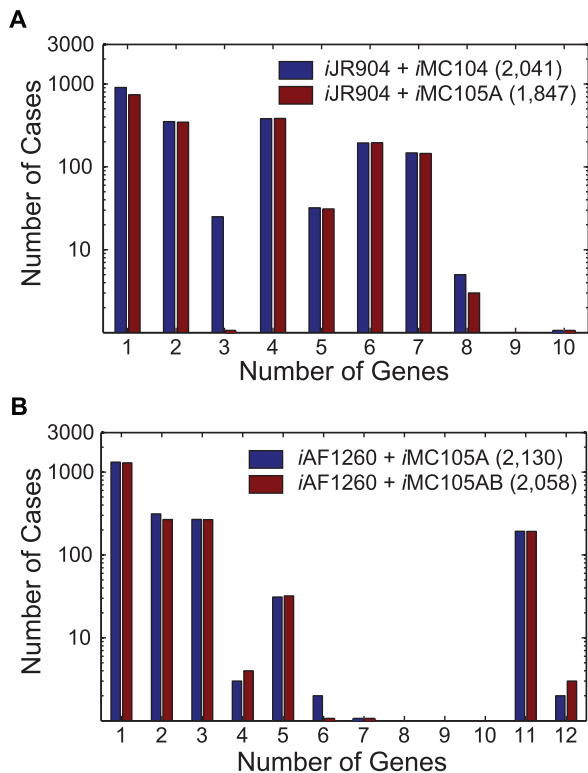 A
3000
1000
100
10
Number of Cases
iJR904 + iMC104 (2,041)
iJR904 + iMC105A (1,847)
1 2 3 4 5 6 7 8 9 10
Number of Genes
B
3000
1000
100
10
Number of Cases
iAF1260 + iMC105A (2,130)
iAF1260 + iMC105AB (2,058)
1 2 3 4 5 6 7 8 9 10 11 12
Number of Genes